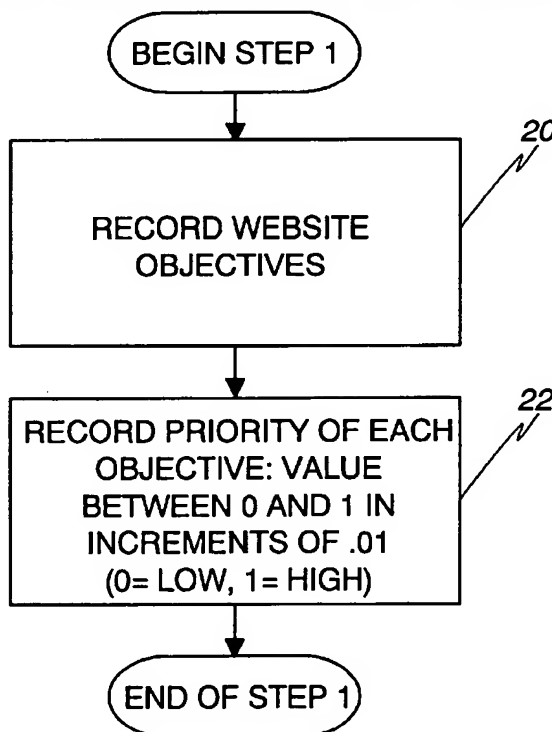 BEGIN STEP 1
20
RECORD WEBSITE
OBJECTIVES
22
RECORD PRIORITY OF EACH
OBJECTIVE: VALUE
BETWEEN 0 AND 1 IN
INCREMENTS OF .01
(0= LOW, 1= HIGH)
END OF STEP 1